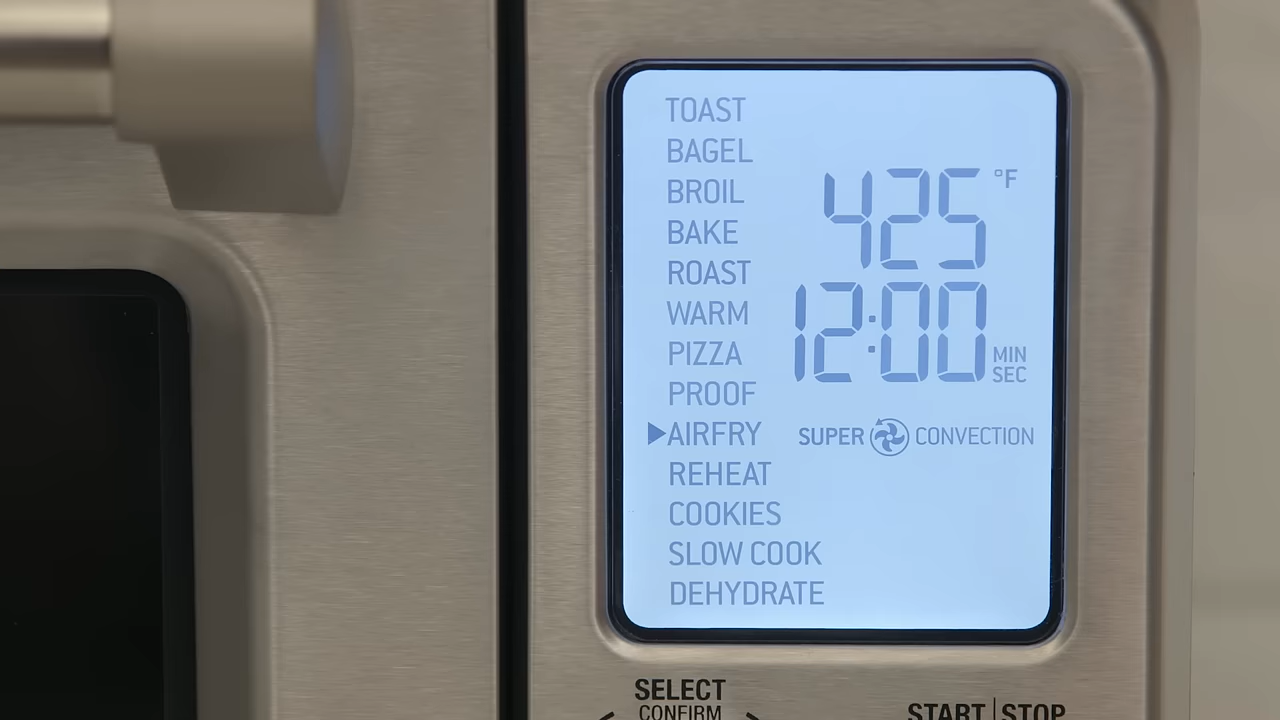 TOAST
BAGEL
BROIL
BAKE
ROAST
WARM
PIZZA
PROOF
AIRFRY
REHEAT
COOKIES
SLOW COOK
DEHYDRATE
425 °F
12:00 MIN
SEC
SUPER CONVECTION
SELECT
CONFIRM
START|STOP